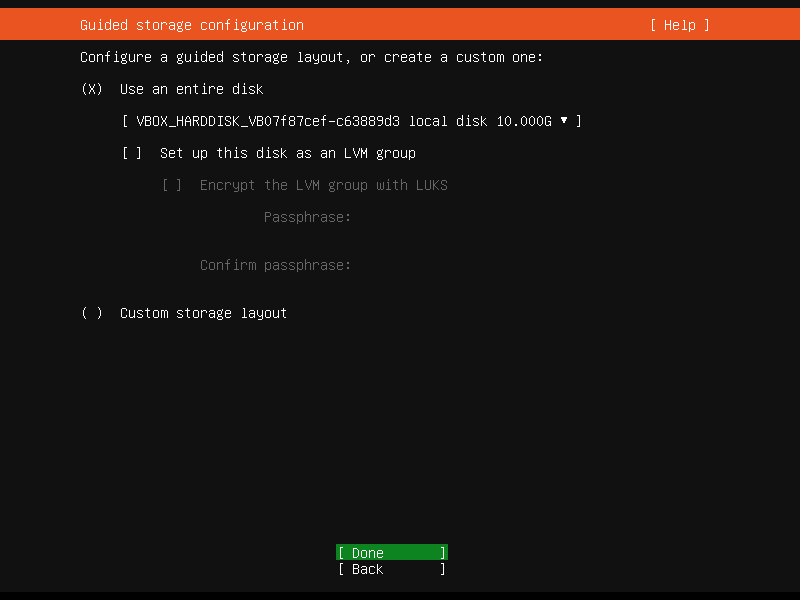 Guided storage configuration [ Help ]
Configure a guided storage layout, or create a custom one:
(X) Use an entire disk
[ VBOX_HARDDISK_VB07f87cef-c63889d3 local disk 10.000G ▾ ]
[ ] Set up this disk as an LVM group
[ ] Encrypt the LVM group with LUKS
Passphrase:
Confirm passphrase:
( ) Custom storage layout
[ Done ]
[ Back ]